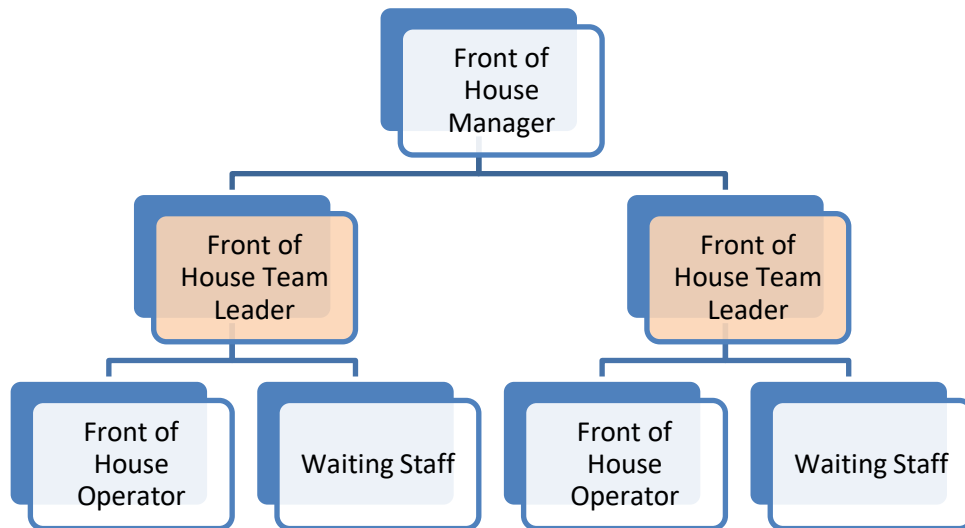 Front of
House
Manager
Front of
House Team
Leader
Front of
House Team
Leader
Front of
House
Operator
Waiting Staff
Front of
House
Operator
Waiting Staff